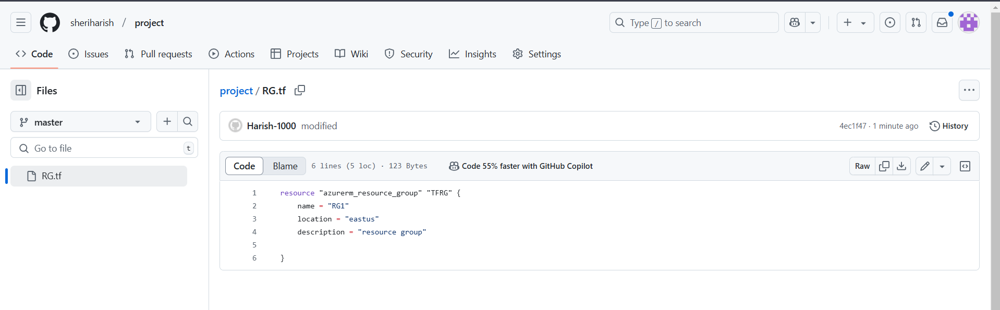 sheriharish / project
Type / to search
Code Issues Pull requests Actions Projects Wiki Security Insights Settings
Files
master
Go to file t
RG.tf
project / RG.tf
Harish-1000 modified 4ec1f47 · 1 minute ago History
Code Blame 6 lines (5 loc) · 123 Bytes Code 55% faster with GitHub Copilot Raw
1 resource "azurerm_resource_group" "TFRG" {
2 name = "RG1"
3 location = "eastus"
4 description = "resource group"
5
6 }